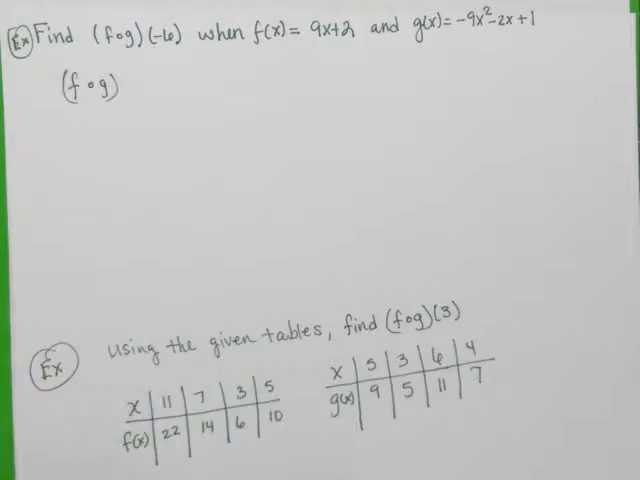 Ex Find (f∘g)(-6) when f(x) = 9x+2 and g(x) = -9x²-2x+1
(f∘g)
Ex Using the given tables, find (f∘g)(3)
x | 11 | 7 | 3 | 5
f(x) | 22 | 14 | 6 | 10
x | 5 | 3 | 6 | 4
g(x) | 9 | 5 | 11 | 7